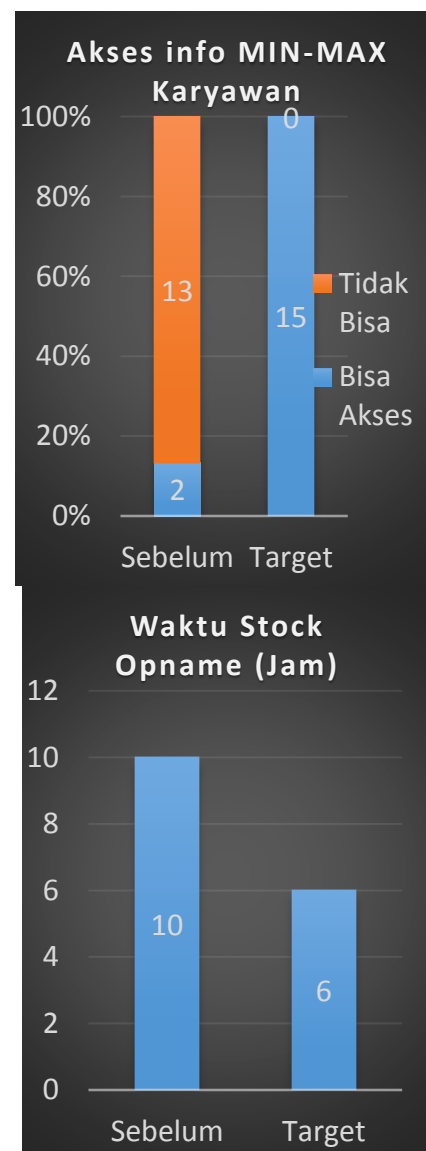 Akses info MIN-MAX
Karyawan
100%
80%
60%
40%
20%
0%
13
2
0
15
Tidak
Bisa
Bisa
Akses
Sebelum Target
Waktu Stock
Opname (Jam)
12
10
8
6
4
2
0
10
6
Sebelum Target